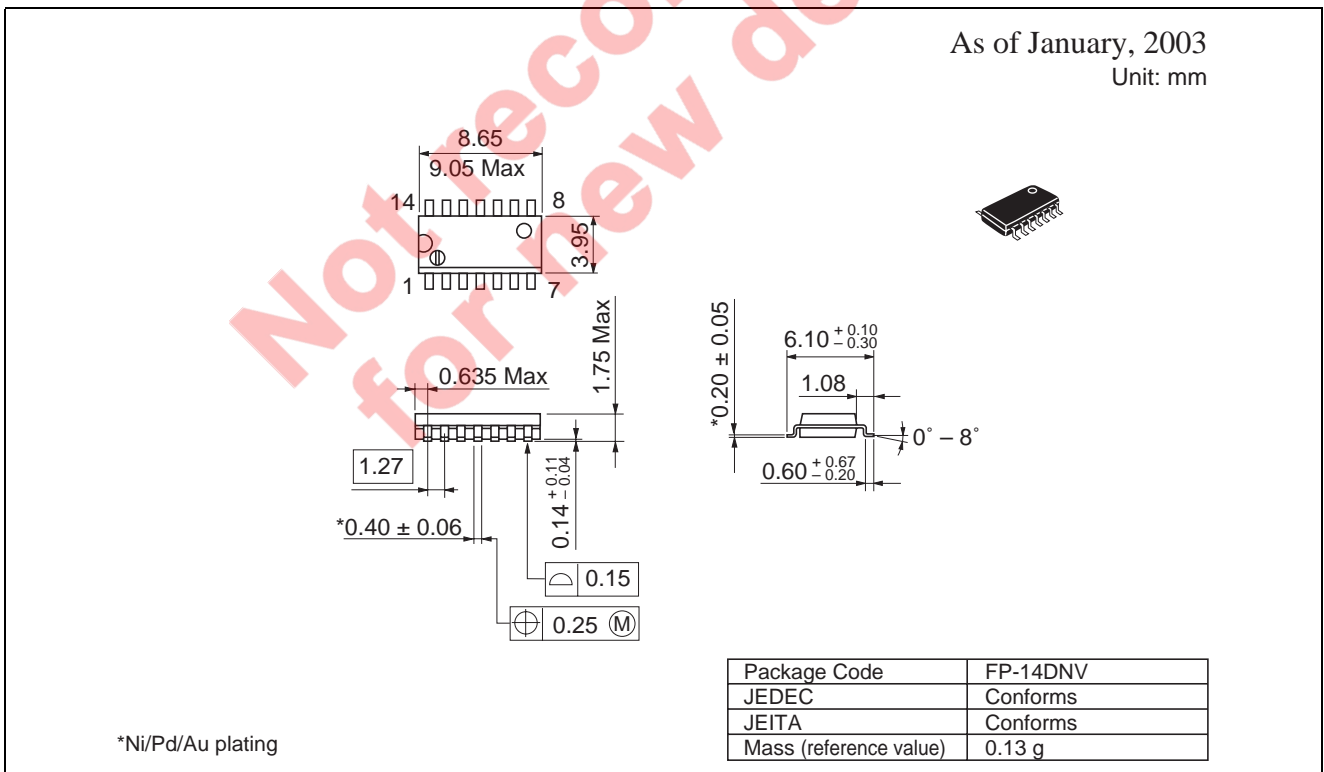 As of January, 2003
Unit: mm
8.65
9.05 Max
14
8
3.95
1
7
0.635 Max
1.75 Max
1.27
*0.40 ± 0.06
0.14 + 0.11 – 0.04
0.15
0.25 Ⓜ
*0.20 ± 0.05
6.10 + 0.10 – 0.30
1.08
0° – 8°
0.60 + 0.67 – 0.20
Package Code FP-14DNV
JEDEC Conforms
JEITA Conforms
Mass (reference value) 0.13 g
*Ni/Pd/Au plating
Not
for new